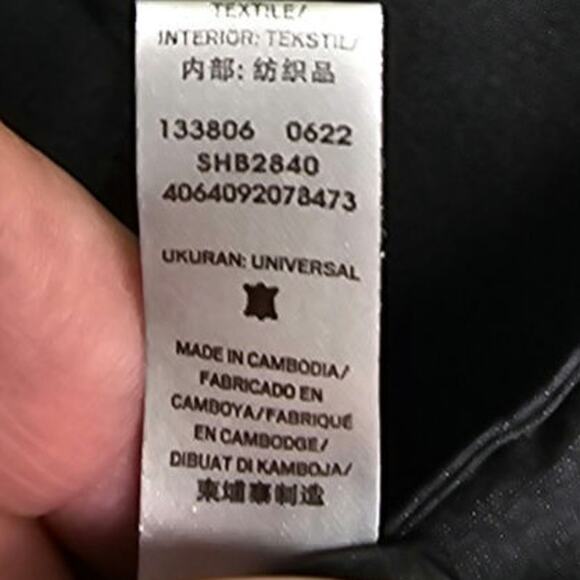 TEXTILE/
INTERIOR: TEKSTIL/
内部: 纺织品
133806 0622
SHB2840
4064092078473
UKURAN: UNIVERSAL
MADE IN CAMBODIA/
FABRICADO EN
CAMBOYA/FABRIQUÉ
EN CAMBODGE/
DIBUAT DI KAMBOJA/
柬埔寨制造